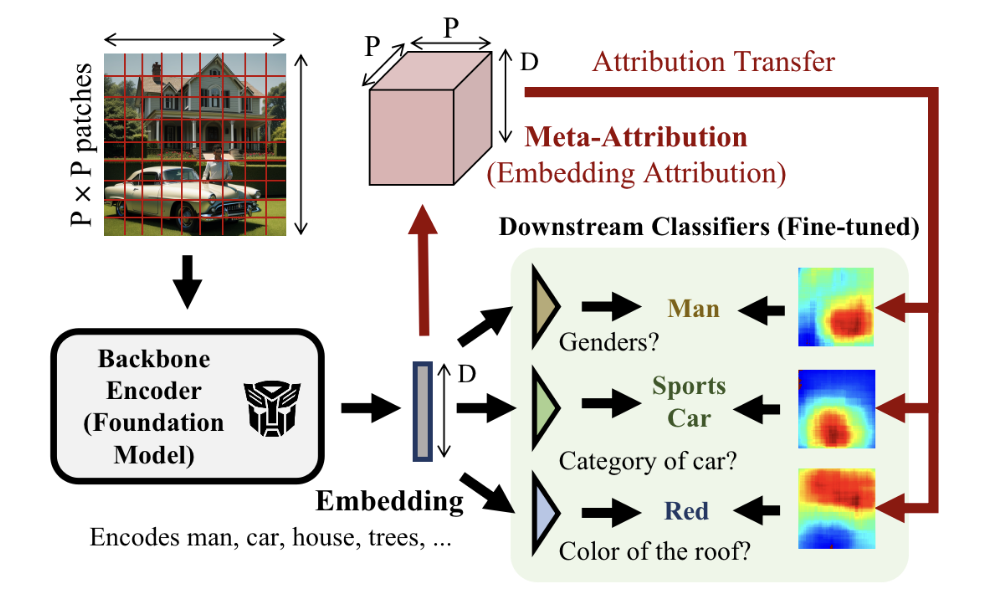 P × P patches
P
P
D
Attribution Transfer
Meta-Attribution
(Embedding Attribution)
Downstream Classifiers (Fine-tuned)
Backbone
Encoder
(Foundation
Model)
D
Embedding
Encodes man, car, house, trees, ...
Man
Genders?
Sports
Car
Category of car?
Red
Color of the roof?